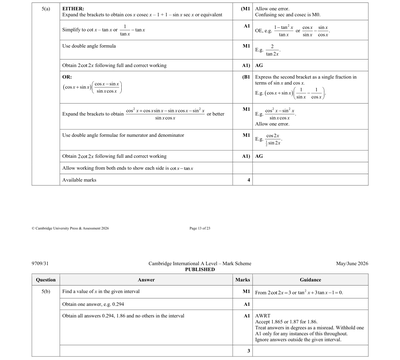 5(a)
EITHER:
Expand the brackets to obtain cos x cosec x – 1 + 1 – sin x sec x or equivalent
(M1
Allow one error.
Confusing sec and cosec is M0.
Simplify to cot x – tan x or 1/tan x – tan x
A1
OE, e.g. (1 – tan² x)/tan x or cos x/sin x – sin x/cos x.
Use double angle formula
M1
E.g. 2/tan 2x.
Obtain 2 cot 2x following full and correct working
A1)
AG
OR:
(cos x + sin x)((cos x – sin x)/(sin x cos x))
(B1
Express the second bracket as a single fraction in
terms of sin x and cos x.
E.g. (cos x + sin x)(1/sin x – 1/cos x).
Expand the brackets to obtain (cos² x + cos x sin x – sin x cos x – sin² x)/(sin x cos x) or better
M1
E.g. (cos² x – sin² x)/(sin x cos x).
Allow one error.
Use double angle formulae for numerator and denominator
M1
E.g. cos 2x/(½ sin 2x).
Obtain 2 cot 2x following full and correct working
A1)
AG
Allow working from both ends to show each side is cot x – tan x
Available marks
4
© Cambridge University Press & Assessment 2026
Page 11 of 21
9709/31
Cambridge International A Level – Mark Scheme
PUBLISHED
May/June 2026
Question
Answer
Marks
Guidance
5(b)
Find a value of x in the given interval
M1
From 2 cot 2x = 3 or tan² x + 3 tan x – 1 = 0.
Obtain one answer, e.g. 0.294
A1
Obtain all answers 0.294, 1.86 and no others in the interval
A1
AWRT
Accept 1.865 or 1.87 for 1.86.
Treat answers in degrees as a misread. Withhold one
A1 only for any instances of this throughout.
Ignore answers outside the given interval.
3